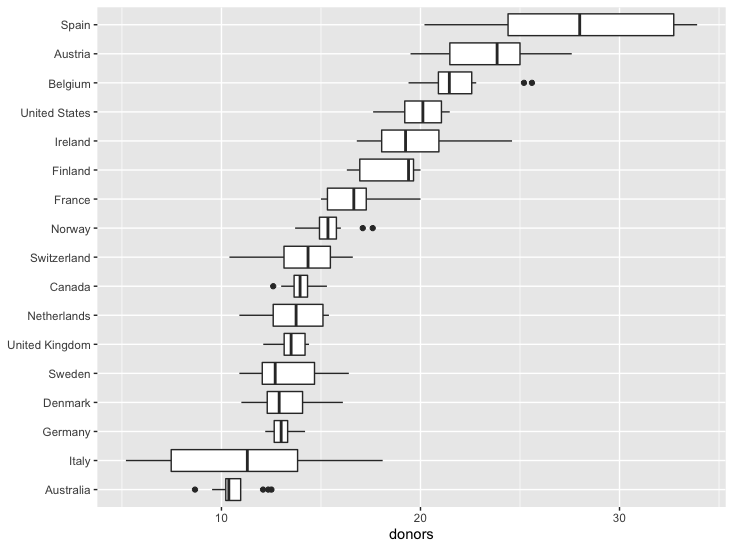 Spain
Austria
Belgium
United States
Ireland
Finland
France
Norway
Switzerland
Canada
Netherlands
United Kingdom
Sweden
Denmark
Germany
Italy
Australia
10 20 30
donors